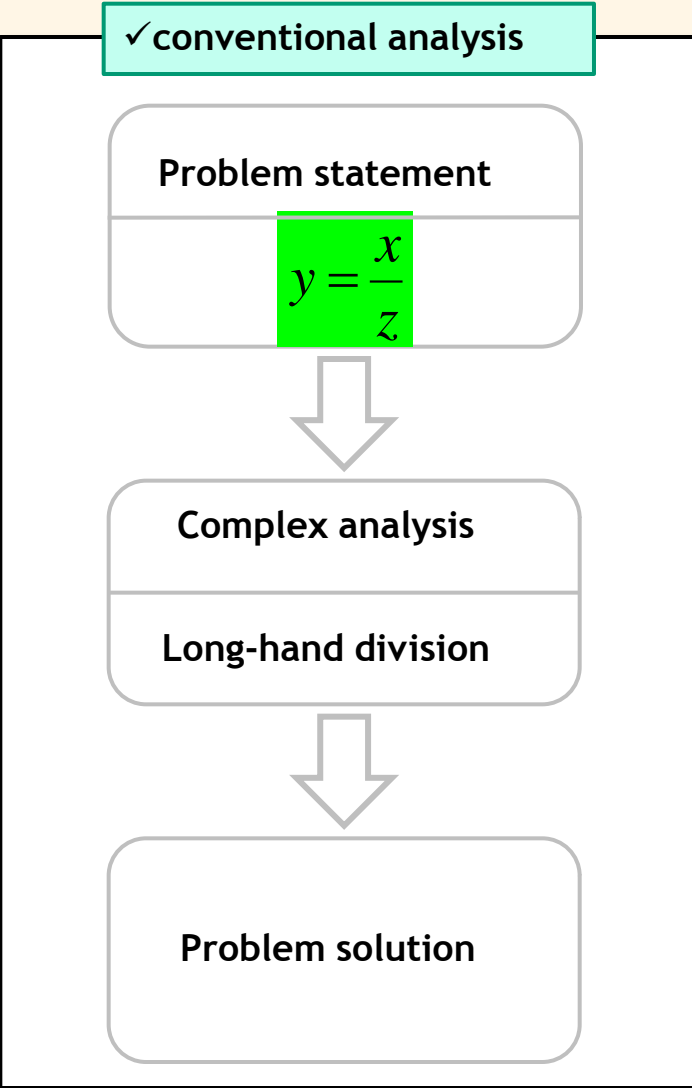 ✓conventional analysis
Problem statement
y = x/z
Complex analysis
Long-hand division
Problem solution